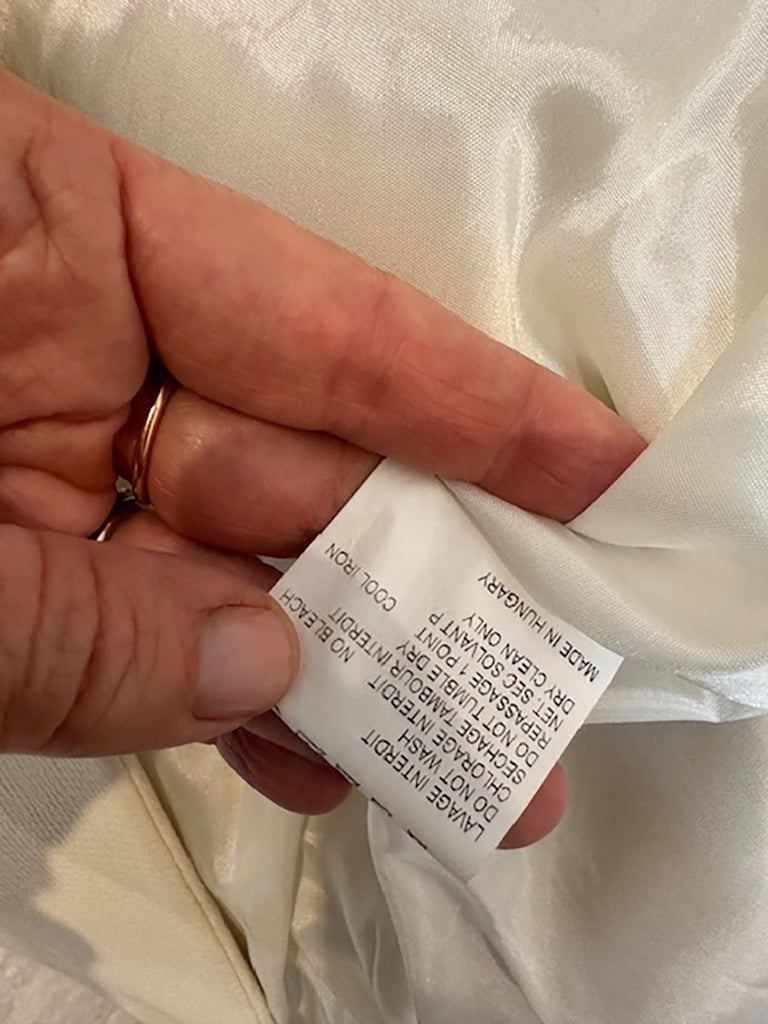 LAVAGE INTERDIT
DO NOT WASH
CHLORAGE INTERDIT NO BLEACH
SECHAGE TAMBOUR INTERDIT
DO NOT TUMBLE DRY
REPASSAGE 1 POINT COOL IRON
NET SEC SOLVANT P
DRY CLEAN ONLY
MADE IN HUNGARY